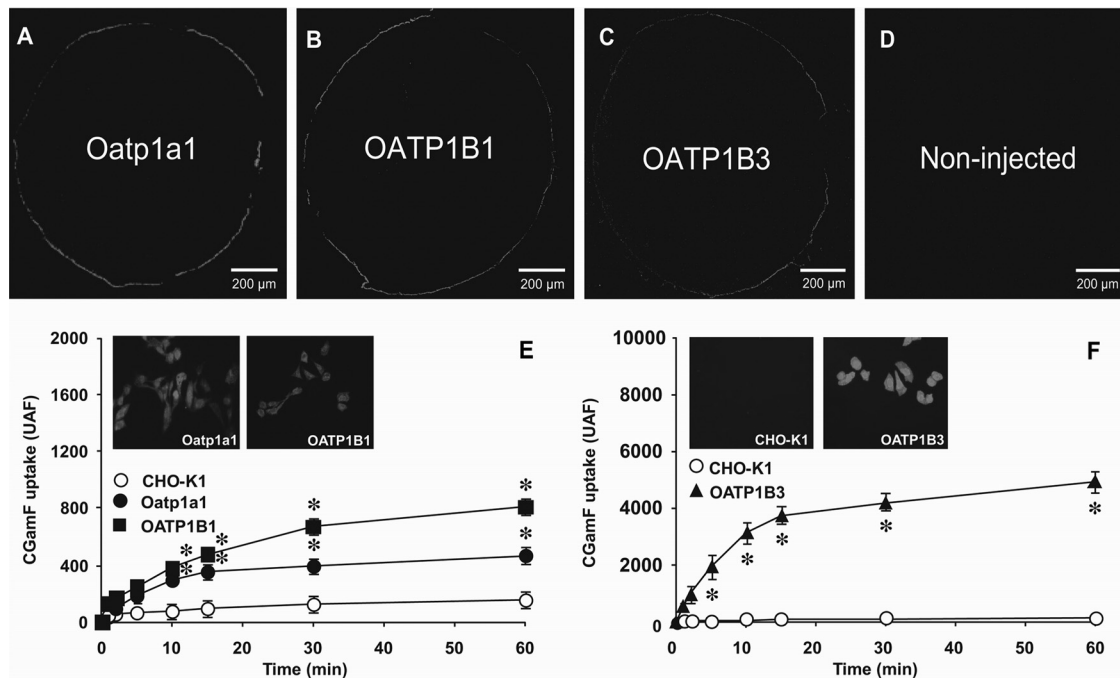 A
Oatp1a1
200 µm
B
OATP1B1
200 µm
C
OATP1B3
200 µm
D
Non-injected
200 µm
E
2000
1600
1200
800
400
0
CGamF uptake (UAF)
Oatp1a1
OATP1B1
CHO-K1
Oatp1a1
OATP1B1
* * * *
* * * *
0 10 20 30 40 50 60
Time (min)
F
10000
8000
6000
4000
2000
0
CGamF uptake (UAF)
CHO-K1
OATP1B3
CHO-K1
OATP1B3
* * * * *
0 10 20 30 40 50 60
Time (min)